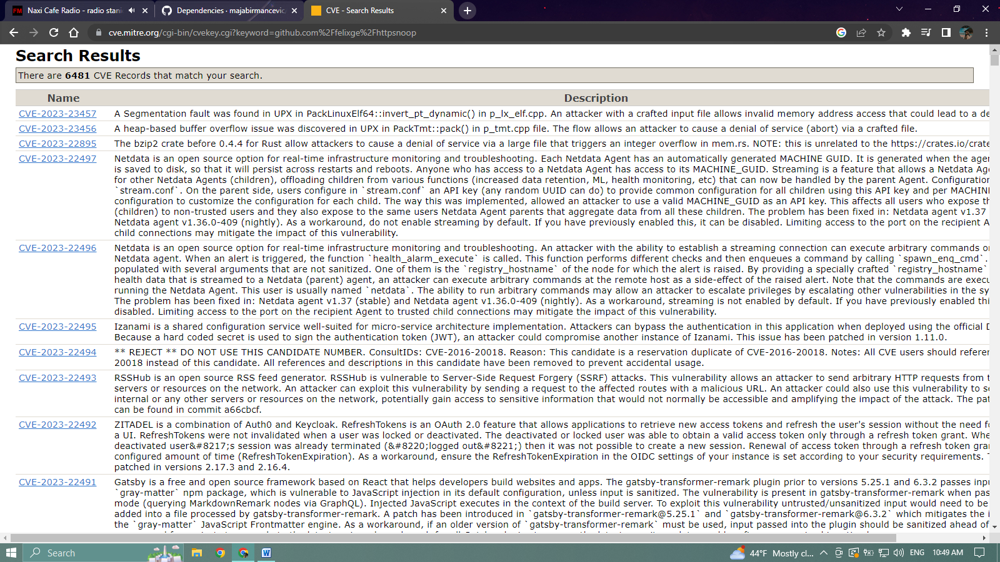 Naxi Cafe Radio - radio stani
Dependencies · majabirmancevic
CVE - Search Results
cve.mitre.org/cgi-bin/cvekey.cgi?keyword=github.com%2Ffelixge%2Fhttpsnoop
Search Results
There are 6481 CVE Records that match your search.
Name Description
CVE-2023-23457 A Segmentation fault was found in UPX in PackLinuxElf64::invert_pt_dynamic() in p_lx_elf.cpp. An attacker with a crafted input file allows invalid memory address access that could lead to a de
CVE-2023-23456 A heap-based buffer overflow issue was discovered in UPX in PackTmt::pack() in p_tmt.cpp file. The flow allows an attacker to cause a denial of service (abort) via a crafted file.
CVE-2023-22895 The bzip2 crate before 0.4.4 for Rust allow attackers to cause a denial of service via a large file that triggers an integer overflow in mem.rs. NOTE: this is unrelated to the https://crates.io/crate
CVE-2023-22497 Netdata is an open source option for real-time infrastructure monitoring and troubleshooting. Each Netdata Agent has an automatically generated MACHINE GUID. It is generated when the agen
is saved to disk, so that it will persist across restarts and reboots. Anyone who has access to a Netdata Agent has access to its MACHINE_GUID. Streaming is a feature that allows a Netdata Age
for other Netdata Agents (children), offloading children from various functions (increased data retention, ML, health monitoring, etc) that can now be handled by the parent Agent. Configuration
`stream.conf`. On the parent side, users configure in `stream.conf` an API key (any random UUID can do) to provide common configuration for all children using this API key and per MACHIN
configuration to customize the configuration for each child. The way this was implemented, allowed an attacker to use a valid MACHINE_GUID as an API key. This affects all users who expose th
(children) to non-trusted users and they also expose to the same users Netdata Agent parents that aggregate data from all these children. The problem has been fixed in: Netdata agent v1.37
Netdata agent v1.36.0-409 (nightly). As a workaround, do not enable streaming by default. If you have previously enabled this, it can be disabled. Limiting access to the port on the recipient A
child connections may mitigate the impact of this vulnerability.
CVE-2023-22496 Netdata is an open source option for real-time infrastructure monitoring and troubleshooting. An attacker with the ability to establish a streaming connection can execute arbitrary commands o
Netdata agent. When an alert is triggered, the function `health_alarm_execute` is called. This function performs different checks and then enqueues a command by calling `spawn_enq_cmd`.
populated with several arguments that are not sanitized. One of them is the `registry_hostname` of the node for which the alert is raised. By providing a specially crafted `registry_hostname`
health data that is streamed to a Netdata (parent) agent, an attacker can execute arbitrary commands at the remote host as a side-effect of the raised alert. Note that the commands are execu
running the Netdata Agent. This user is usually named `netdata`. The ability to run arbitrary commands may allow an attacker to escalate privileges by escalating other vulnerabilities in the sy
The problem has been fixed in: Netdata agent v1.37 (stable) and Netdata agent v1.36.0-409 (nightly). As a workaround, streaming is not enabled by default. If you have previously enabled thi
disabled. Limiting access to the port on the recipient Agent to trusted child connections may mitigate the impact of this vulnerability.
CVE-2023-22495 Izanami is a shared configuration service well-suited for micro-service architecture implementation. Attackers can bypass the authentication in this application when deployed using the official D
Because a hard coded secret is used to sign the authentication token (JWT), an attacker could compromise another instance of Izanami. This issue has been patched in version 1.11.0.
CVE-2023-22494 ** REJECT ** DO NOT USE THIS CANDIDATE NUMBER. ConsultIDs: CVE-2016-20018. Reason: This candidate is a reservation duplicate of CVE-2016-20018. Notes: All CVE users should referen
20018 instead of this candidate. All references and descriptions in this candidate have been removed to prevent accidental usage.
CVE-2023-22493 RSSHub is an open source RSS feed generator. RSSHub is vulnerable to Server-Side Request Forgery (SSRF) attacks. This vulnerability allows an attacker to send arbitrary HTTP requests from t
servers or resources on the network. An attacker can exploit this vulnerability by sending a request to the affected routes with a malicious URL. An attacker could also use this vulnerability to se
internal or any other servers or resources on the network, potentially gain access to sensitive information that would not normally be accessible and amplifying the impact of the attack. The pat
can be found in commit a66cbcf.
CVE-2023-22492 ZITADEL is a combination of Auth0 and Keycloak. RefreshTokens is an OAuth 2.0 feature that allows applications to retrieve new access tokens and refresh the user's session without the need fo
a UI. RefreshTokens were not invalidated when a user was locked or deactivated. The deactivated or locked user was able to obtain a valid access token only through a refresh token grant. Whe
deactivated user&#8217;s session was already terminated (&#8220;logged out&#8221;) then it was not possible to create a new session. Renewal of access token through a refresh token gran
configured amount of time (RefreshTokenExpiration). As a workaround, ensure the RefreshTokenExpiration in the OIDC settings of your instance is set according to your security requirements. T
patched in versions 2.17.3 and 2.16.4.
CVE-2023-22491 Gatsby is a free and open source framework based on React that helps developers build websites and apps. The gatsby-transformer-remark plugin prior to versions 5.25.1 and 6.3.2 passes inpu
`gray-matter` npm package, which is vulnerable to JavaScript injection in its default configuration, unless input is sanitized. The vulnerability is present in gatsby-transformer-remark when pas
mode (querying MarkdownRemark nodes via GraphQL). Injected JavaScript executes in the context of the build server. To exploit this vulnerability untrusted/unsanitized input would need to be
added into a file processed by gatsby-transformer-remark. A patch has been introduced in `gatsby-transformer-remark@5.25.1` and `gatsby-transformer-remark@6.3.2` which mitigates the i
the `gray-matter` JavaScript Frontmatter engine. As a workaround, if an older version of `gatsby-transformer-remark` must be used, input passed into the plugin should be sanitized ahead of
Search
44°F Mostly cl... ENG 10:49 AM